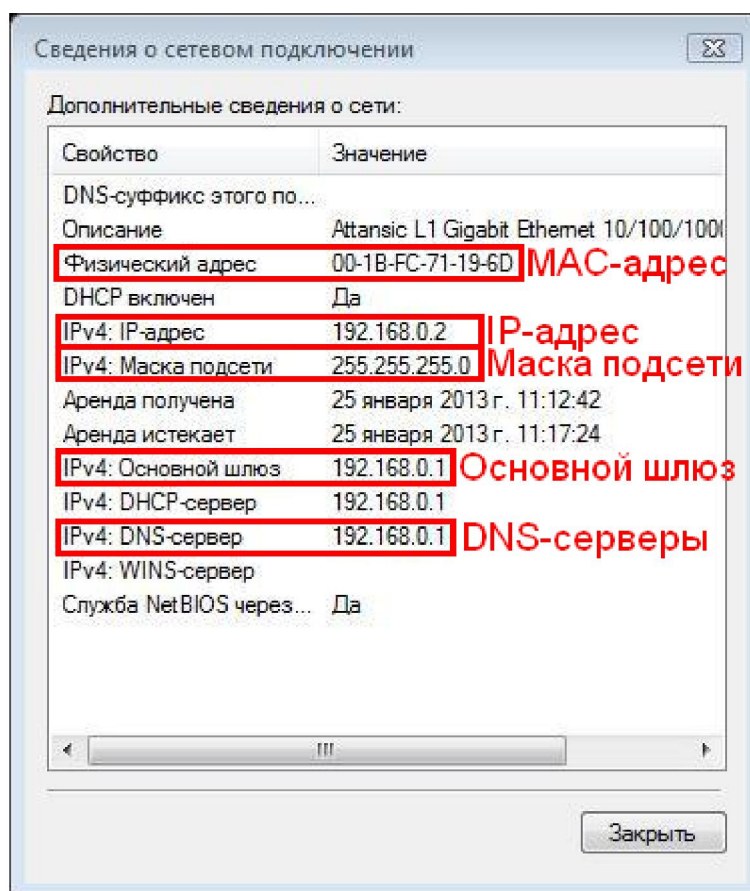 Сведения о сетевом подключении
Дополнительные сведения о сети:
Свойство Значение
DNS-суффикс этого по...
Описание Attansic L1 Gigabit Ethernet 10/100/100
Физический адрес 00-1B-FC-71-19-6D MAC-адрес
DHCP включен Да
IPv4: IP-адрес 192.168.0.2 IP-адрес
IPv4: Маска подсети 255.255.255.0 Маска подсети
Аренда получена 25 января 2013 г. 11:12:42
Аренда истекает 25 января 2013 г. 11:17:24
IPv4: Основной шлюз 192.168.0.1 Основной шлюз
IPv4: DHCP-сервер 192.168.0.1
IPv4: DNS-сервер 192.168.0.1 DNS-серверы
IPv4: WINS-сервер
Служба NetBIOS через... Да
Закрыть